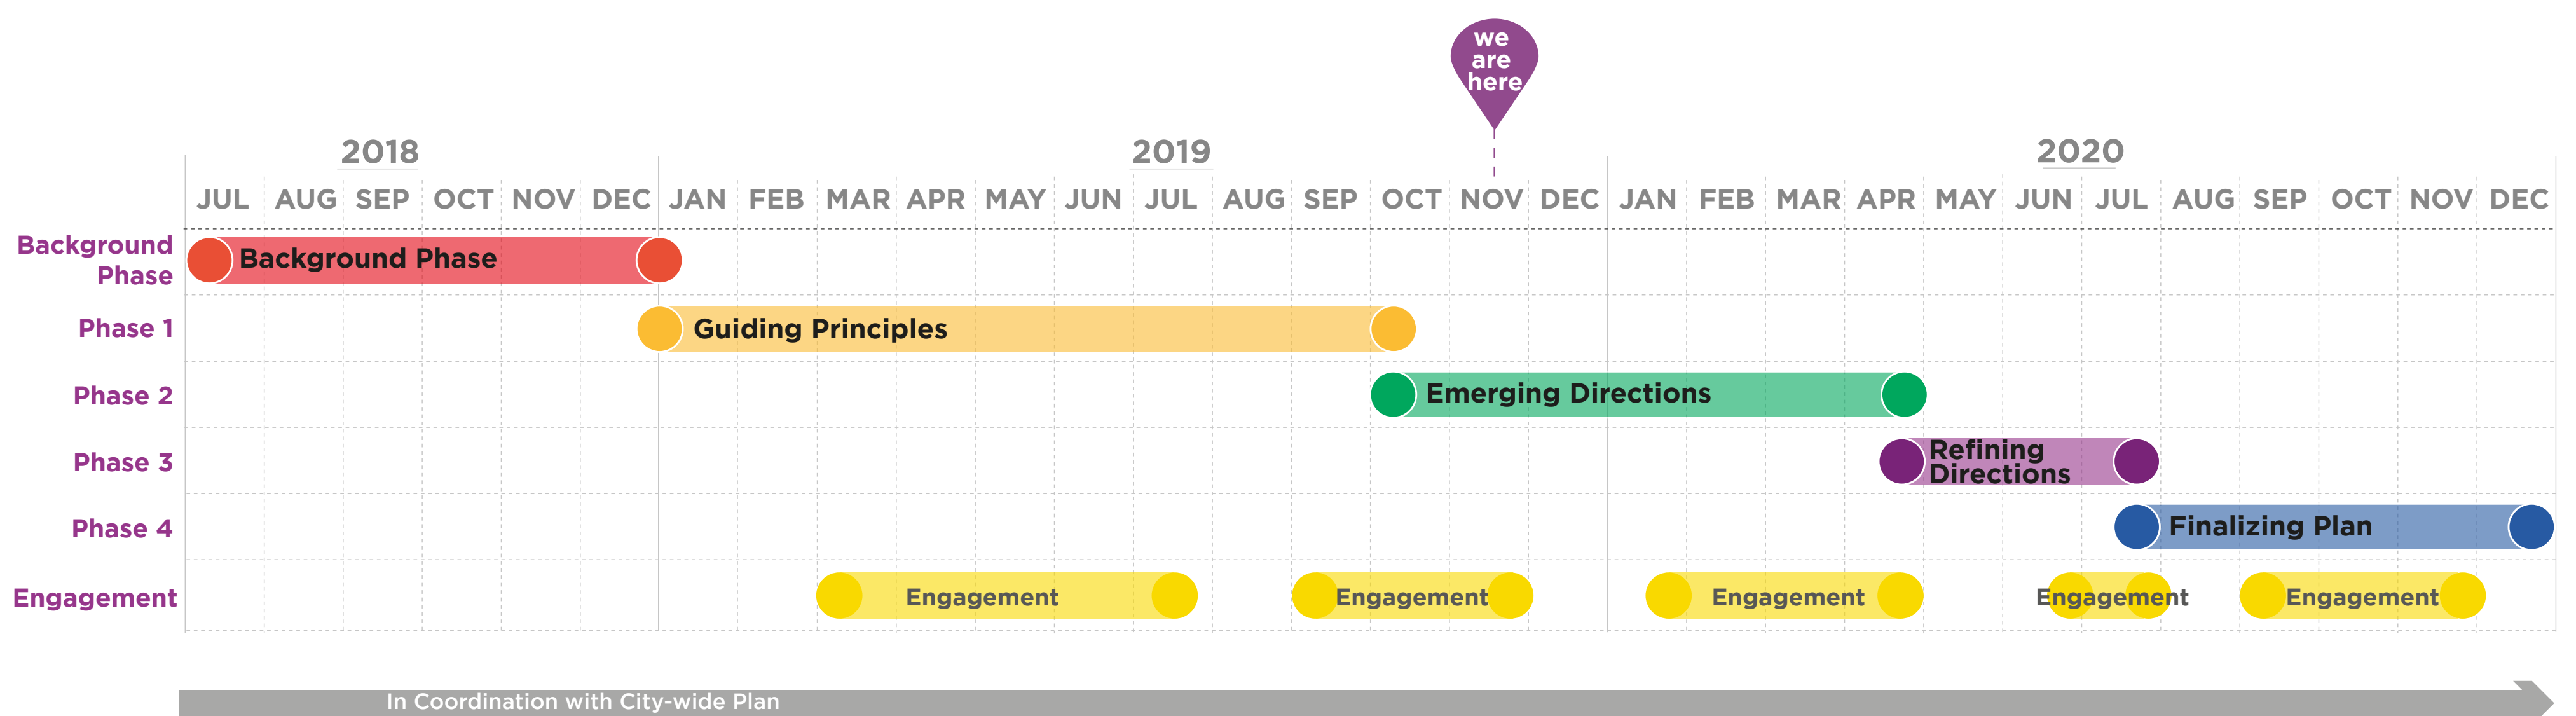 we
are
here
2018 2019 2020
JUL AUG SEP OCT NOV DEC JAN FEB MAR APR MAY JUN JUL AUG SEP OCT NOV DEC JAN FEB MAR APR MAY JUN JUL AUG SEP OCT NOV DEC
Background
Phase
Background Phase
Phase 1
Guiding Principles
Phase 2
Emerging Directions
Phase 3
Refining
Directions
Phase 4
Finalizing Plan
Engagement
Engagement Engagement Engagement Engagement Engagement
In Coordination with City-wide Plan